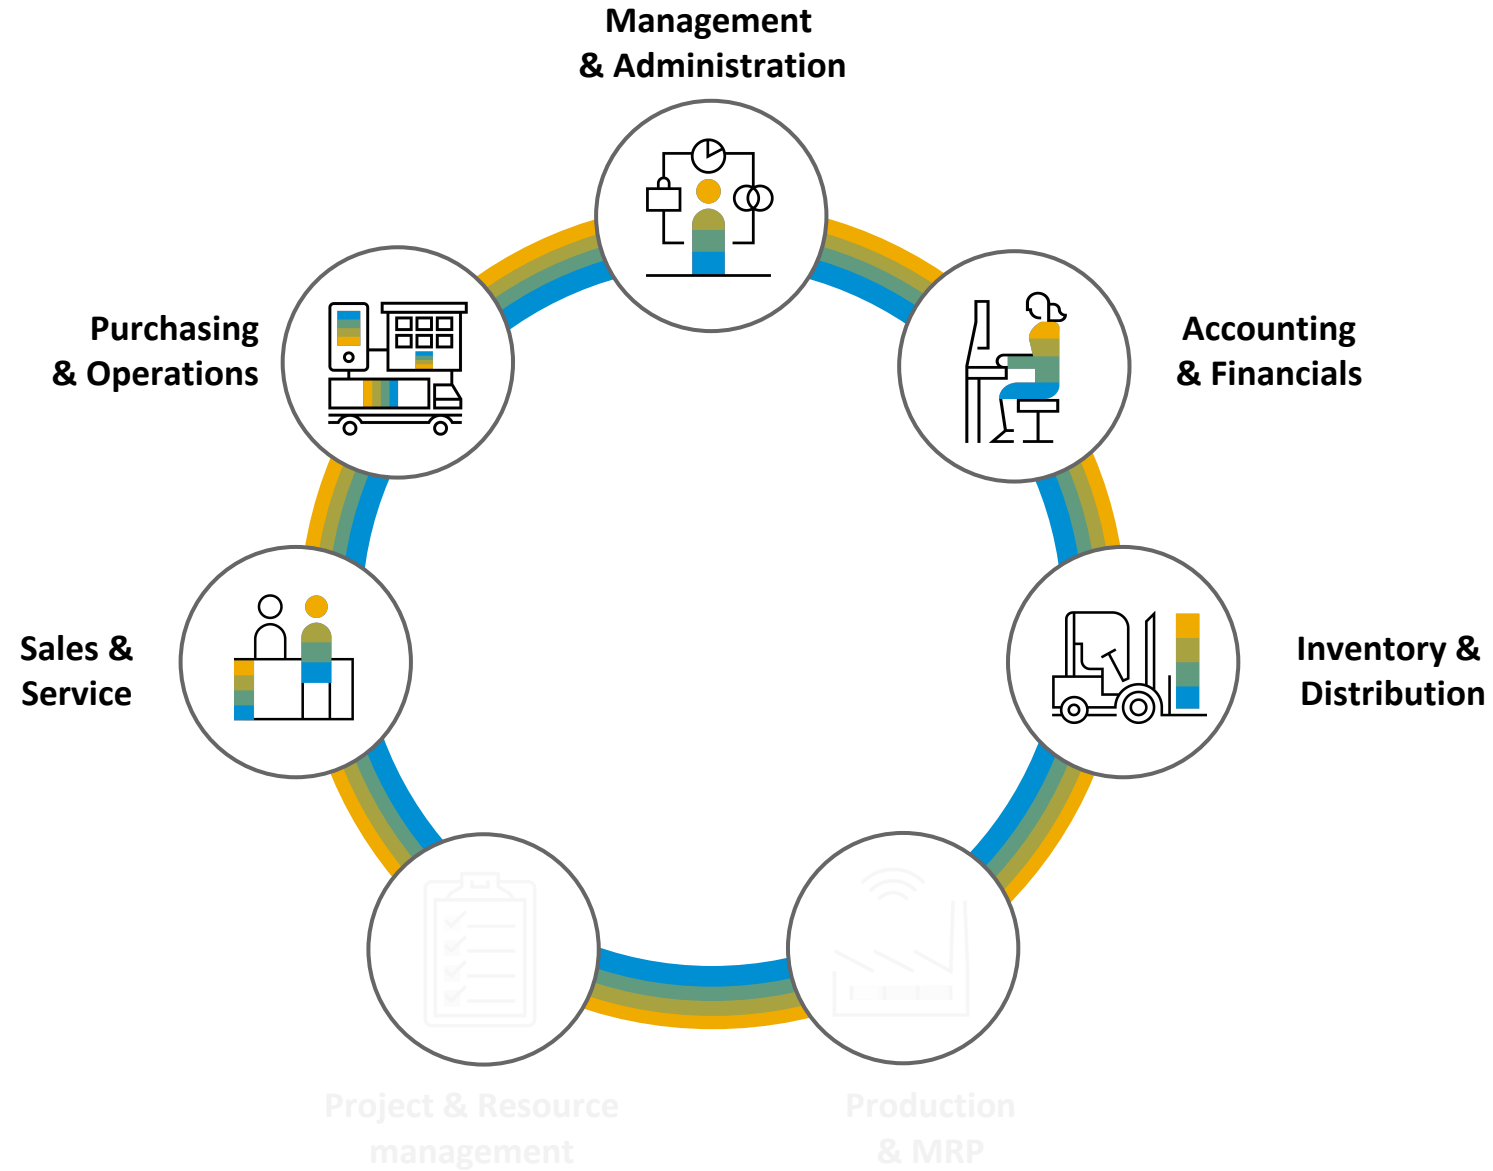 Management
& Administration
Purchasing
& Operations
Accounting
& Financials
Sales &
Service
Inventory &
Distribution
Project & Resource
management
Production
& MRP